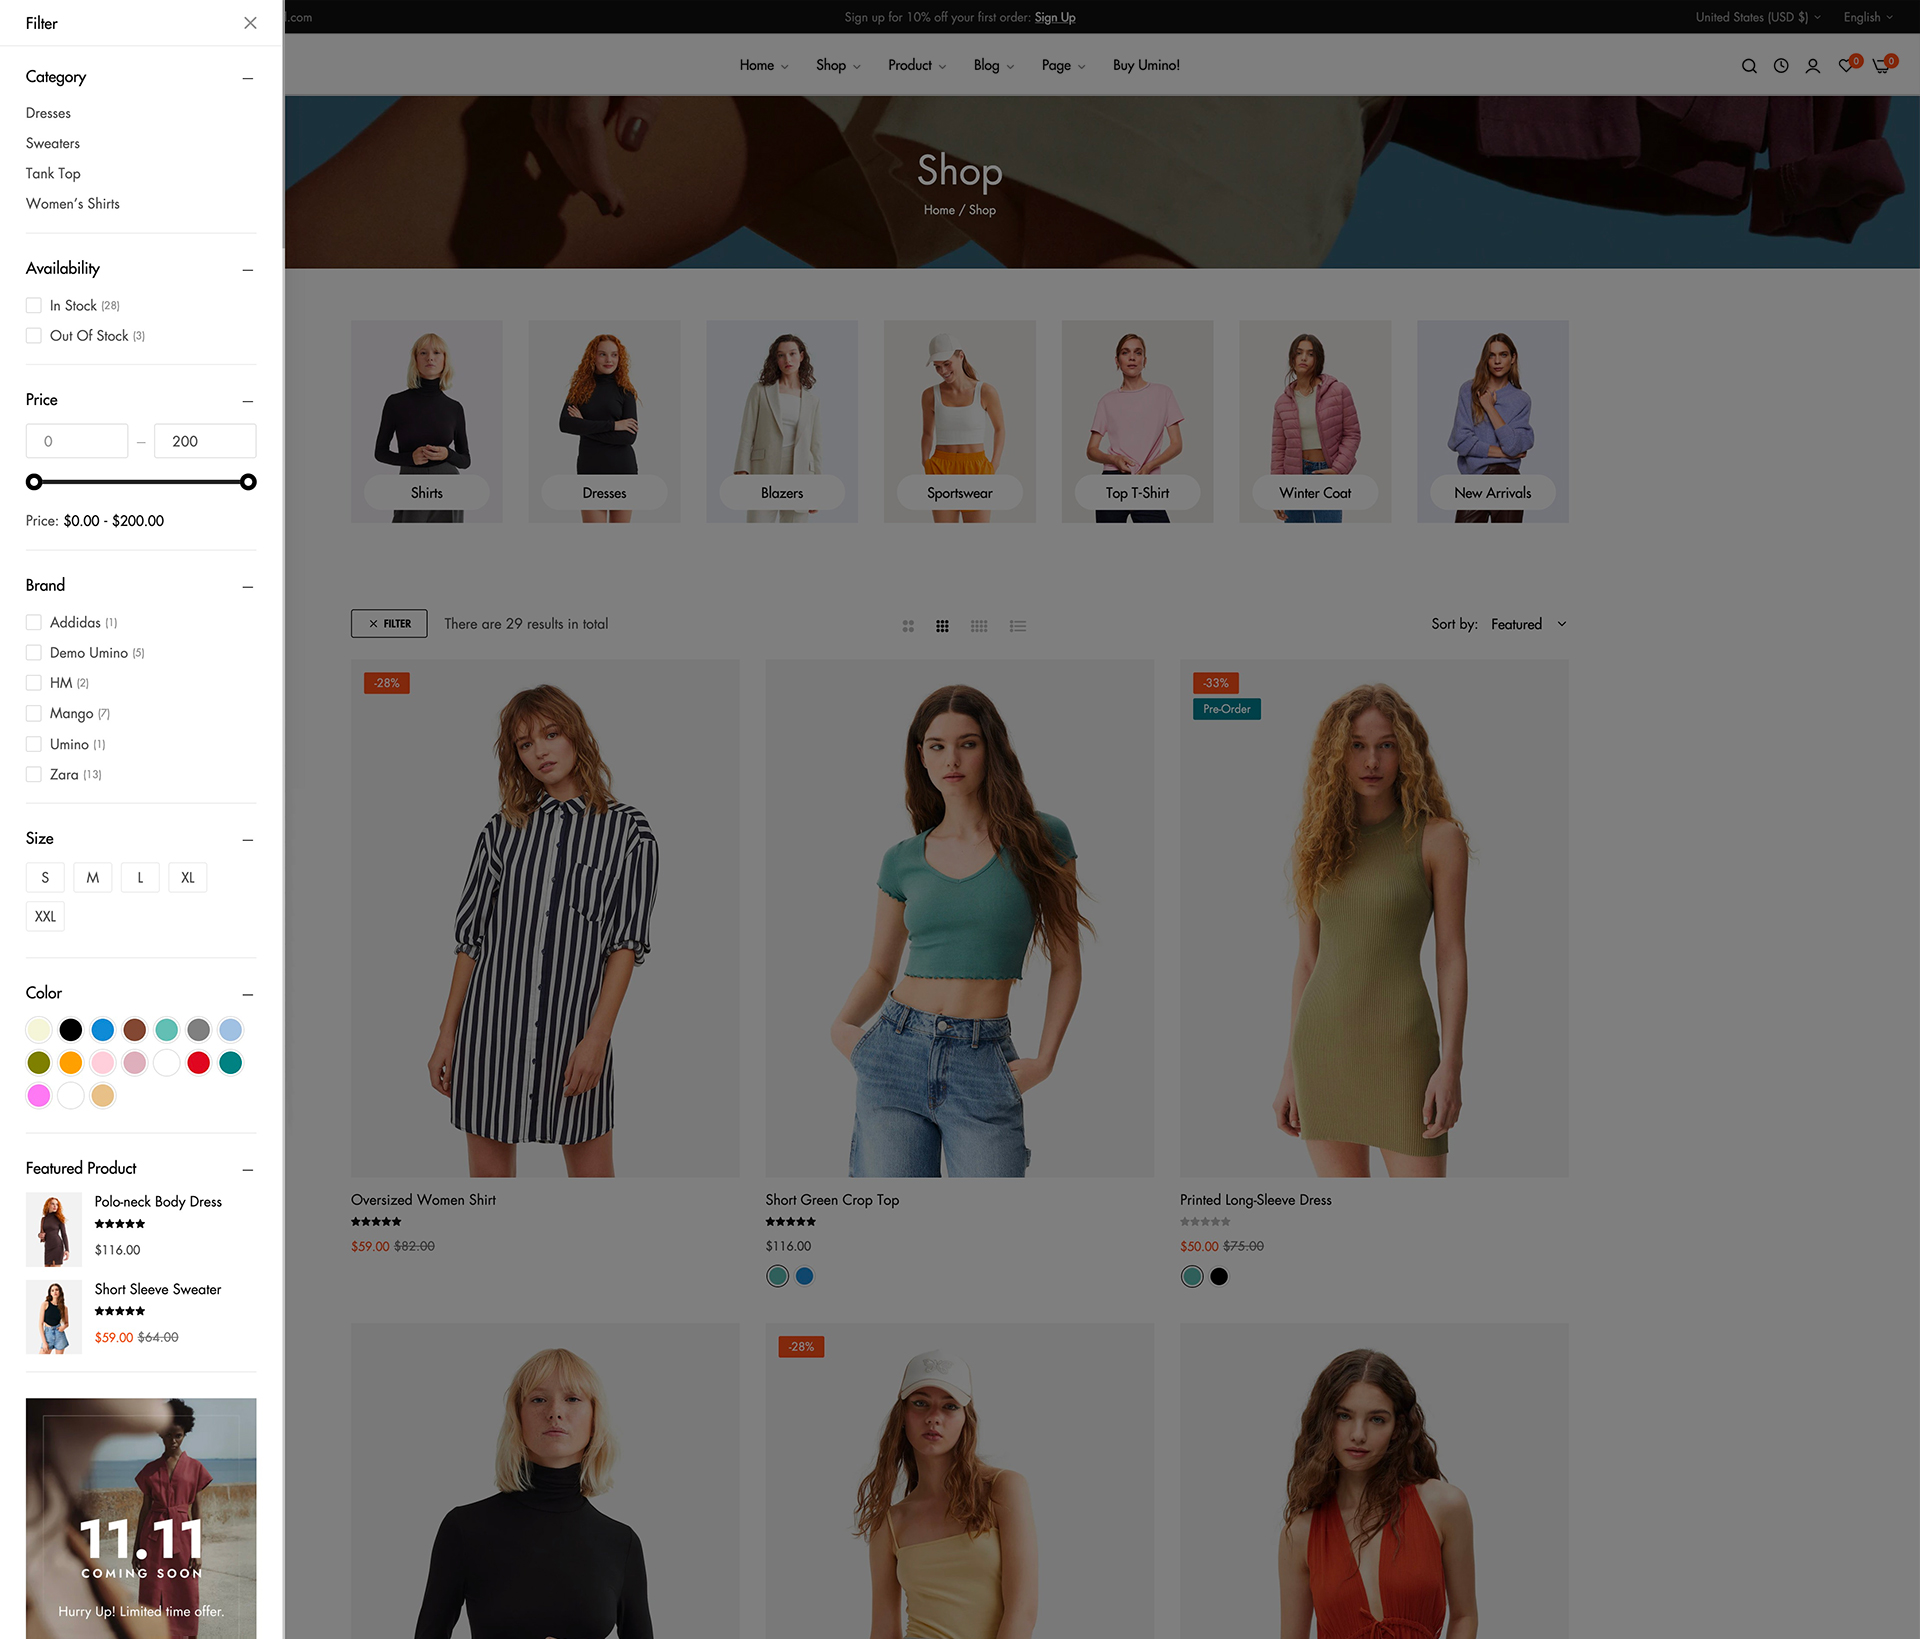 Filter
Category
Dresses
Sweaters
Tank Top
Women's Shirts
Availability
In Stock (28)
Out Of Stock (3)
Price
0 – 200
Price: $0.00 - $200.00
Brand
Addidas (1)
Demo Umino (5)
HM (2)
Mango (7)
Umino (1)
Zara (13)
Size
S M L XL
XXL
Color
Featured Product
Polo-neck Body Dress
$116.00
Short Sleeve Sweater
$59.00 $64.00
11.11
COMING SOON
Hurry Up! Limited time offer.
.com
Sign up for 10% off your first order: Sign Up
United States (USD $) English
Home Shop Product Blog Page Buy Umino!
0 0
Shop
Home / Shop
Shirts Dresses Blazers Sportswear Top T-Shirt Winter Coat New Arrivals
FILTER There are 29 results in total
Sort by: Featured
-28%
-33%
Pre-Order
Oversized Women Shirt
$59.00 $82.00
Short Green Crop Top
$116.00
Printed Long-Sleeve Dress
$50.00 $75.00
-28%